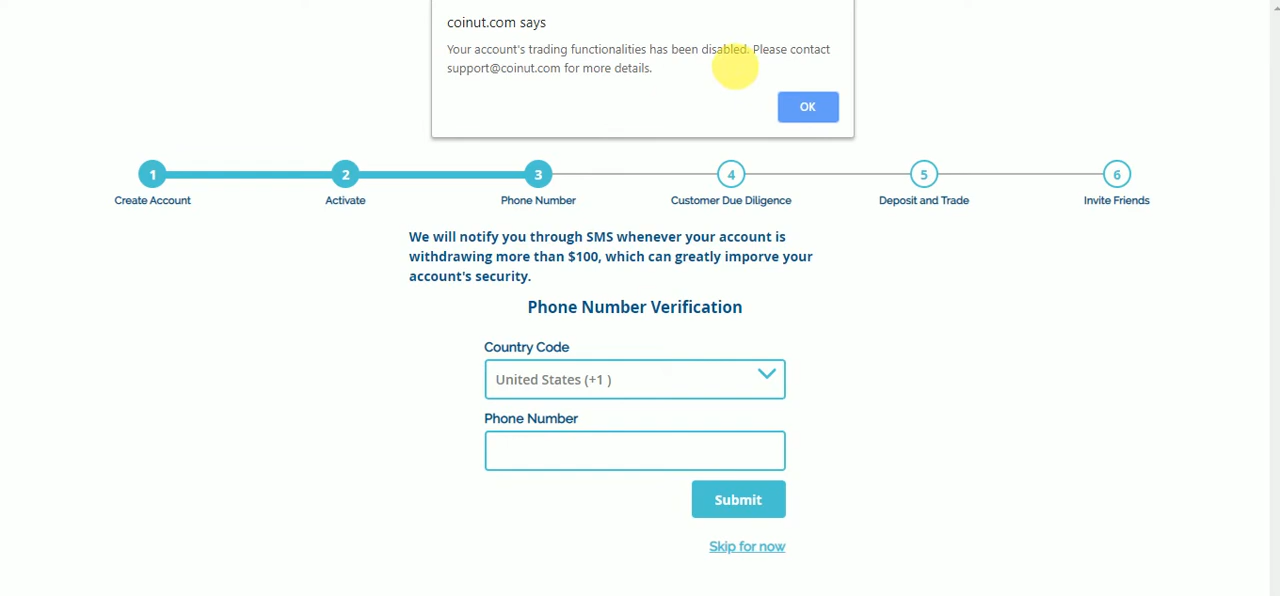 coinut.com says
Your account's trading functionalities has been disabled. Please contact
support@coinut.com for more details.
OK
1 2 3 4 5 6
Create Account Activate Phone Number Customer Due Diligence Deposit and Trade Invite Friends
We will notify you through SMS whenever your account is
withdrawing more than $100, which can greatly imporve your
account's security.
Phone Number Verification
Country Code
United States (+1 )
Phone Number
Submit
Skip for now